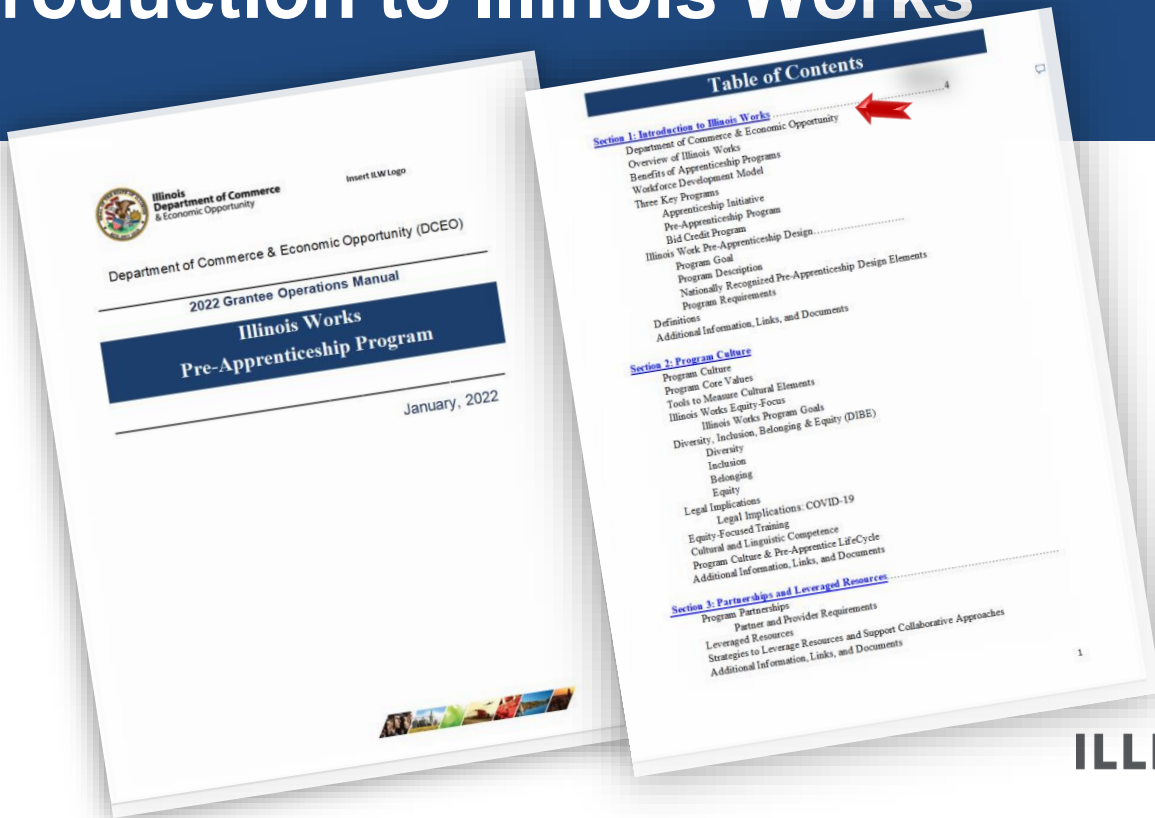 roduction to Illinois Works
Illinois
Department of Commerce
& Economic Opportunity
Insert ILW Logo
Department of Commerce & Economic Opportunity (DCEO)
2022 Grantee Operations Manual
Illinois Works
Pre-Apprenticeship Program
January, 2022
Table of Contents
Section 1: Introduction to Illinois Works ........................................4
Department of Commerce & Economic Opportunity
Overview of Illinois Works
Benefits of Apprenticeship Programs
Workforce Development Model
Three Key Programs
Apprenticeship Initiative
Pre-Apprenticeship Program
Bid Credit Program
Illinois Work Pre-Apprenticeship Design........................
Program Goal
Program Description
Nationally Recognized Pre-Apprenticeship Design Elements
Program Requirements
Definitions
Additional Information, Links, and Documents
Section 2: Program Culture
Program Culture
Program Core Values
Tools to Measure Cultural Elements
Illinois Works Equity-Focus
Illinois Works Program Goals
Diversity, Inclusion, Belonging & Equity (DIBE)
Diversity
Inclusion
Belonging
Equity
Legal Implications
Legal Implications: COVID-19
Equity-Focused Training
Cultural and Linguistic Competence
Program Culture & Pre-Apprentice LifeCycle
Additional Information, Links, and Documents
Section 3: Partnerships and Leveraged Resources........................................
Program Partnerships
Partner and Provider Requirements
Leveraged Resources
Strategies to Leverage Resources and Support Collaborative Approaches
Additional Information, Links, and Documents
1
ILLI